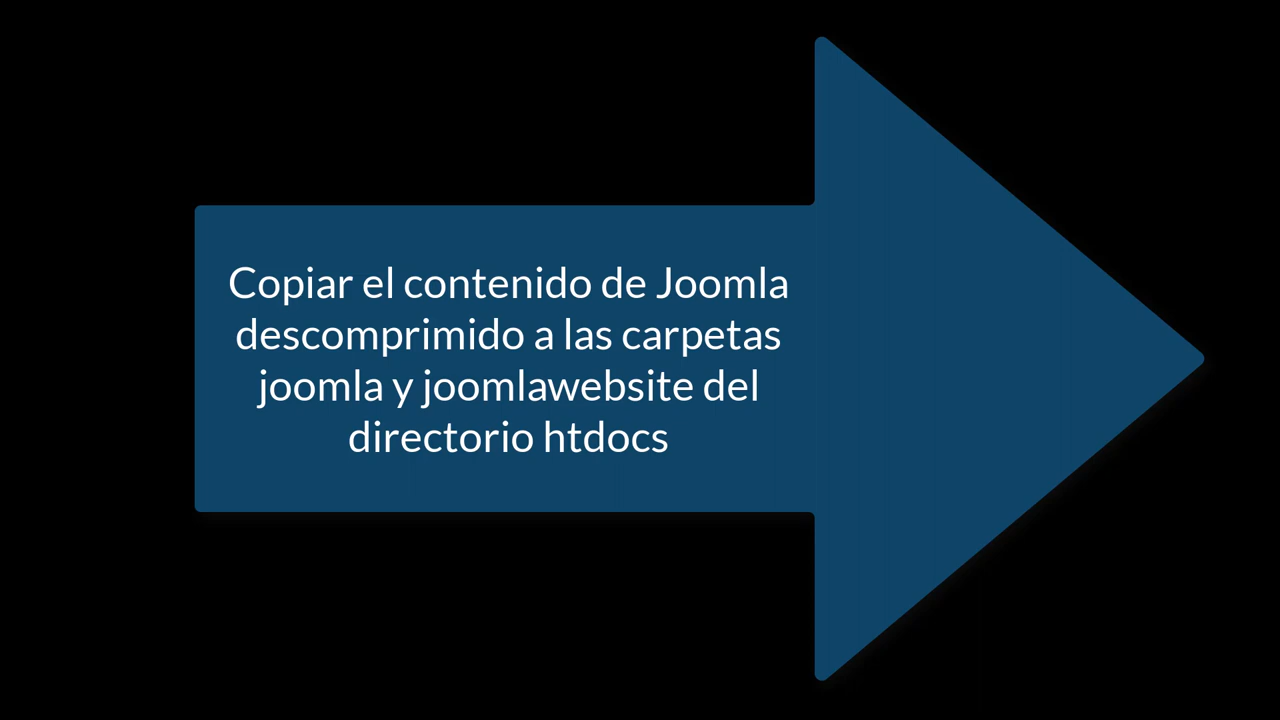 Copiar el contenido de Joomla
descomprimido a las carpetas
joomla y joomlawebsite del
directorio htdocs